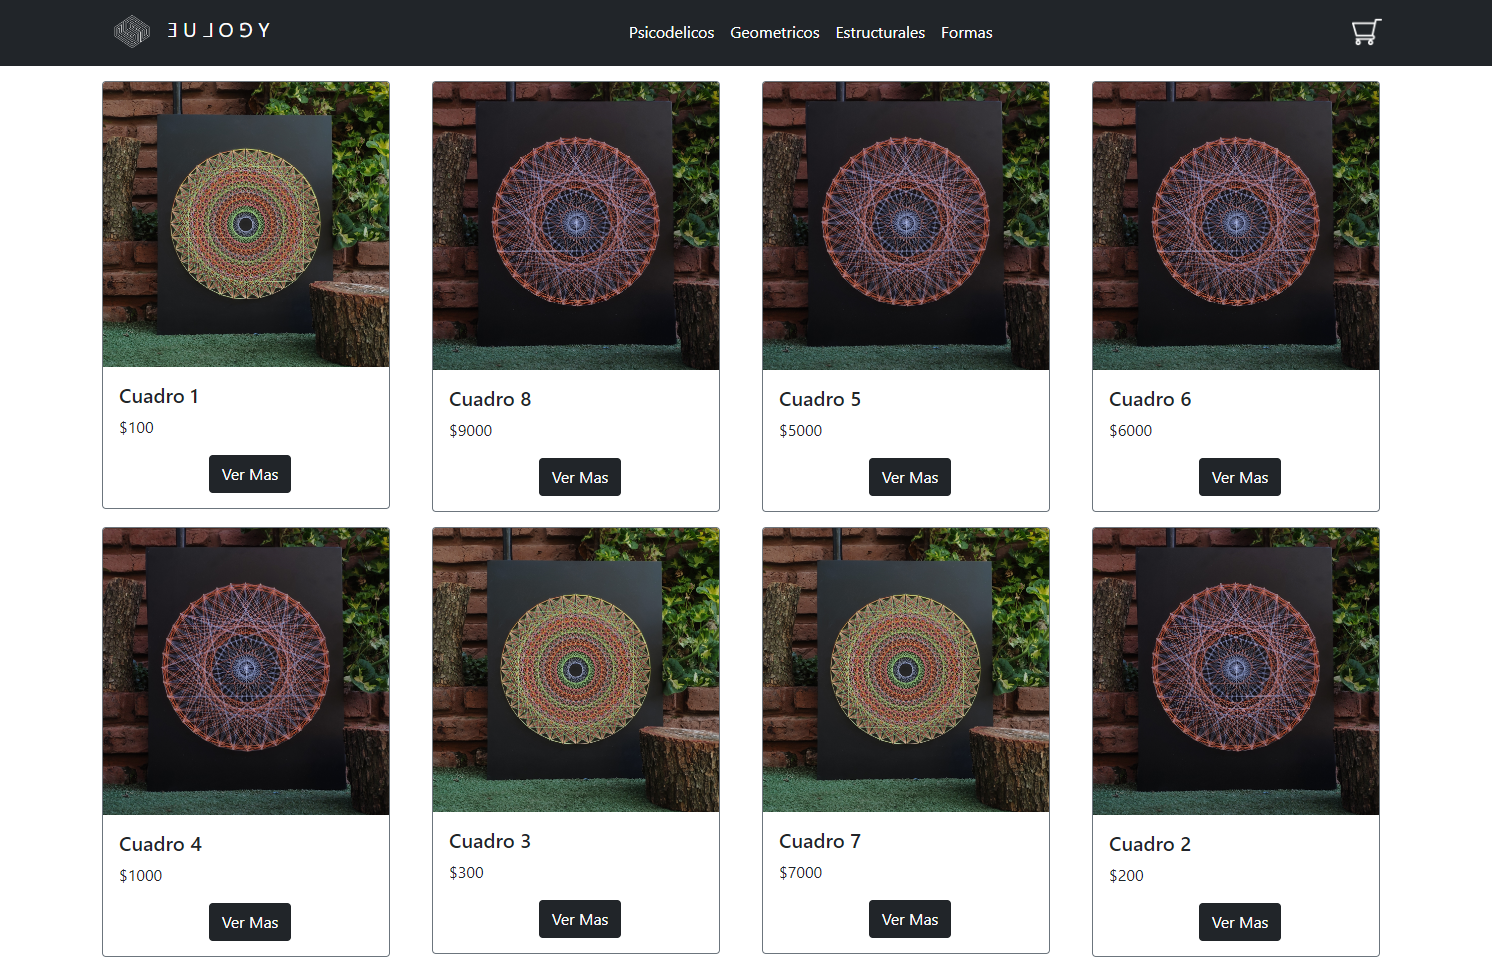 EULOGY
Psicodelicos Geometricos Estructurales Formas
Cuadro 1
$100
Ver Mas
Cuadro 8
$9000
Ver Mas
Cuadro 5
$5000
Ver Mas
Cuadro 6
$6000
Ver Mas
Cuadro 4
$1000
Ver Mas
Cuadro 3
$300
Ver Mas
Cuadro 7
$7000
Ver Mas
Cuadro 2
$200
Ver Mas